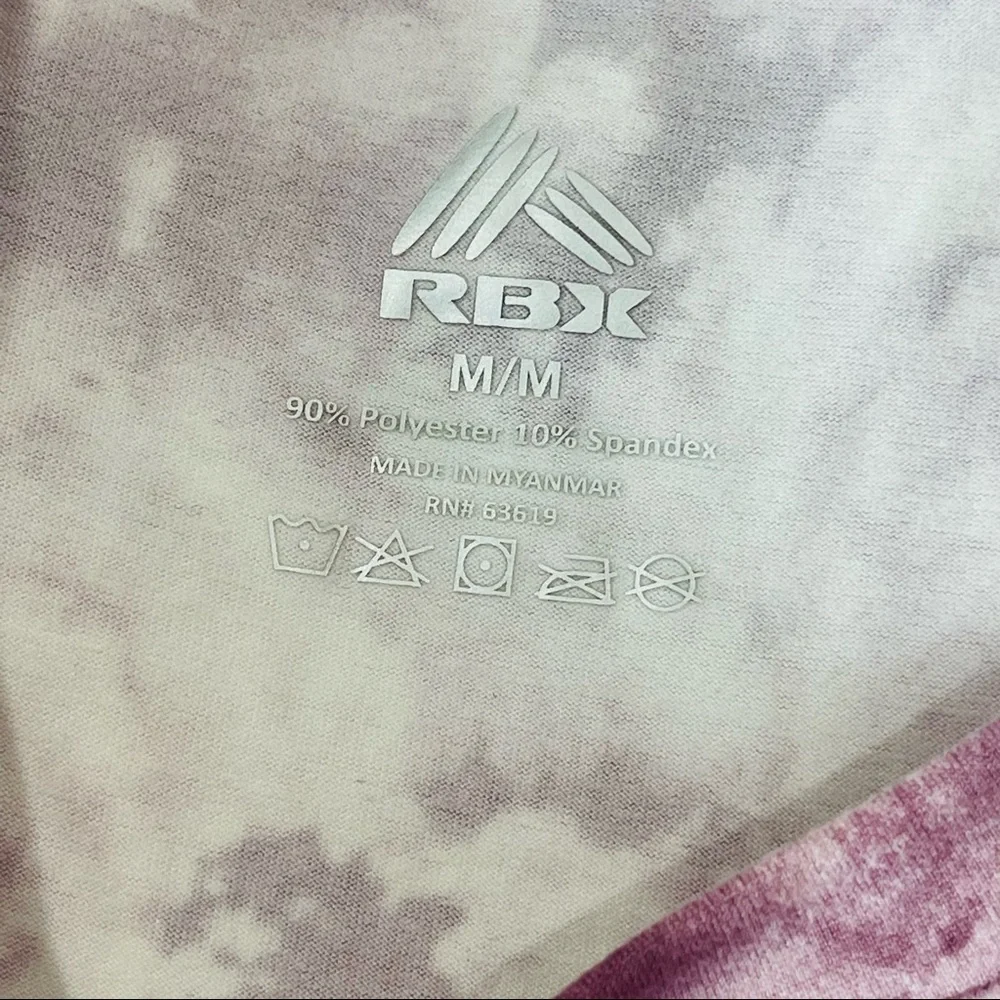 RBX
M/M
90% Polyester 10% Spandex
MADE IN MYANMAR
RN# 63619